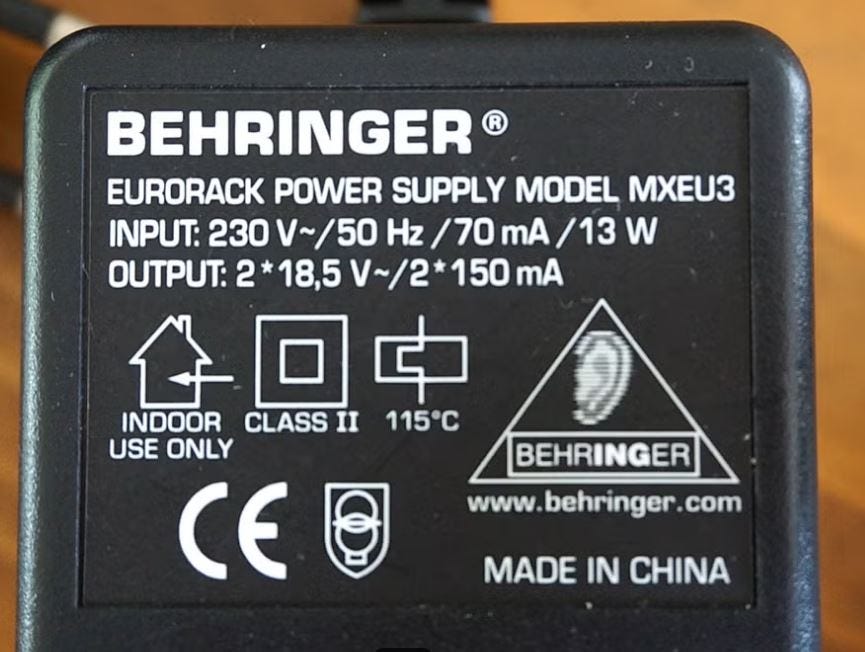 BEHRINGER®
EURORACK POWER SUPPLY MODEL MXEU3
INPUT: 230 V~/50 Hz /70 mA /13 W
OUTPUT: 2*18,5 V~/2*150 mA
INDOOR
USE ONLY
CLASS II
115°C
BEHRINGER
www.behringer.com
CE
MADE IN CHINA